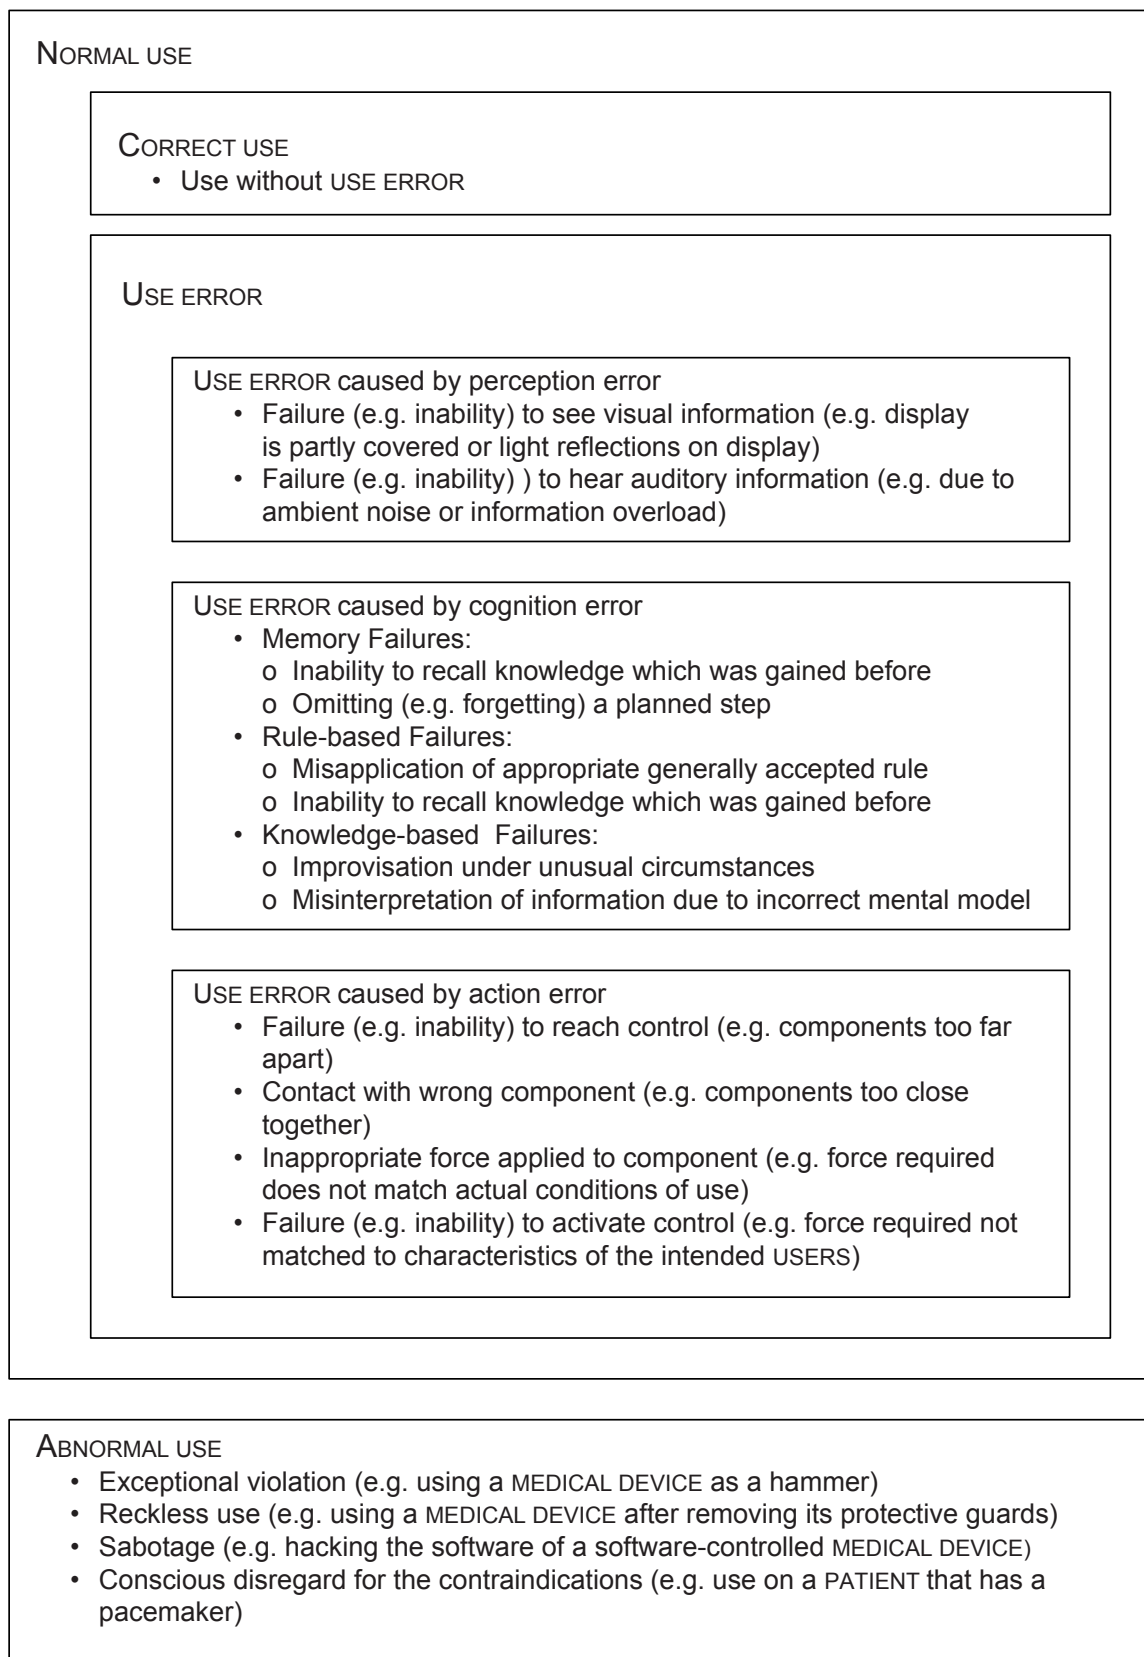 NORMAL USE
CORRECT USE
• Use without USE ERROR
USE ERROR
USE ERROR caused by perception error
• Failure (e.g. inability) to see visual information (e.g. display
is partly covered or light reflections on display)
• Failure (e.g. inability) ) to hear auditory information (e.g. due to
ambient noise or information overload)
USE ERROR caused by cognition error
• Memory Failures:
o Inability to recall knowledge which was gained before
o Omitting (e.g. forgetting) a planned step
• Rule-based Failures:
o Misapplication of appropriate generally accepted rule
o Inability to recall knowledge which was gained before
• Knowledge-based Failures:
o Improvisation under unusual circumstances
o Misinterpretation of information due to incorrect mental model
USE ERROR caused by action error
• Failure (e.g. inability) to reach control (e.g. components too far
apart)
• Contact with wrong component (e.g. components too close
together)
• Inappropriate force applied to component (e.g. force required
does not match actual conditions of use)
• Failure (e.g. inability) to activate control (e.g. force required not
matched to characteristics of the intended USERS)
ABNORMAL USE
• Exceptional violation (e.g. using a MEDICAL DEVICE as a hammer)
• Reckless use (e.g. using a MEDICAL DEVICE after removing its protective guards)
• Sabotage (e.g. hacking the software of a software-controlled MEDICAL DEVICE)
• Conscious disregard for the contraindications (e.g. use on a PATIENT that has a
pacemaker)